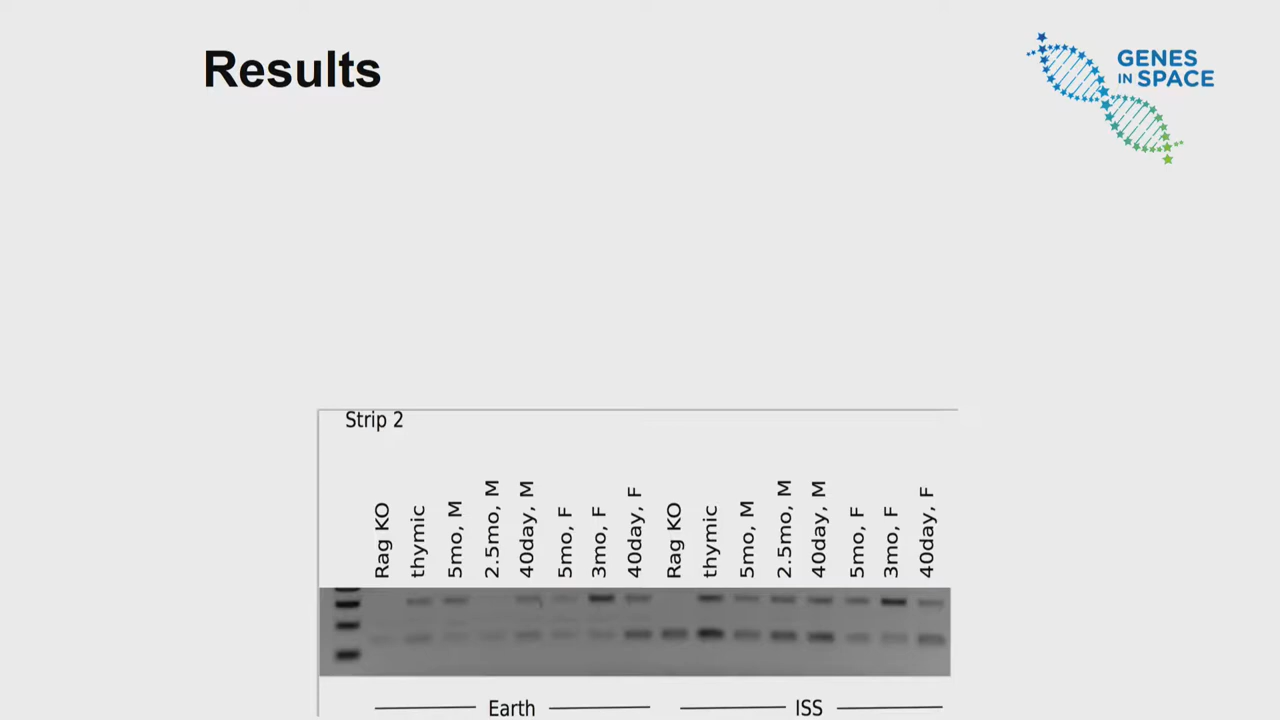 Results
GENES
IN SPACE
Strip 2
Rag KO
thymic
5mo, M
2.5mo, M
40day, M
5mo, F
3mo, F
40day, F
Rag KO
thymic
5mo, M
2.5mo, M
40day, M
5mo, F
3mo, F
40day, F
Earth
ISS